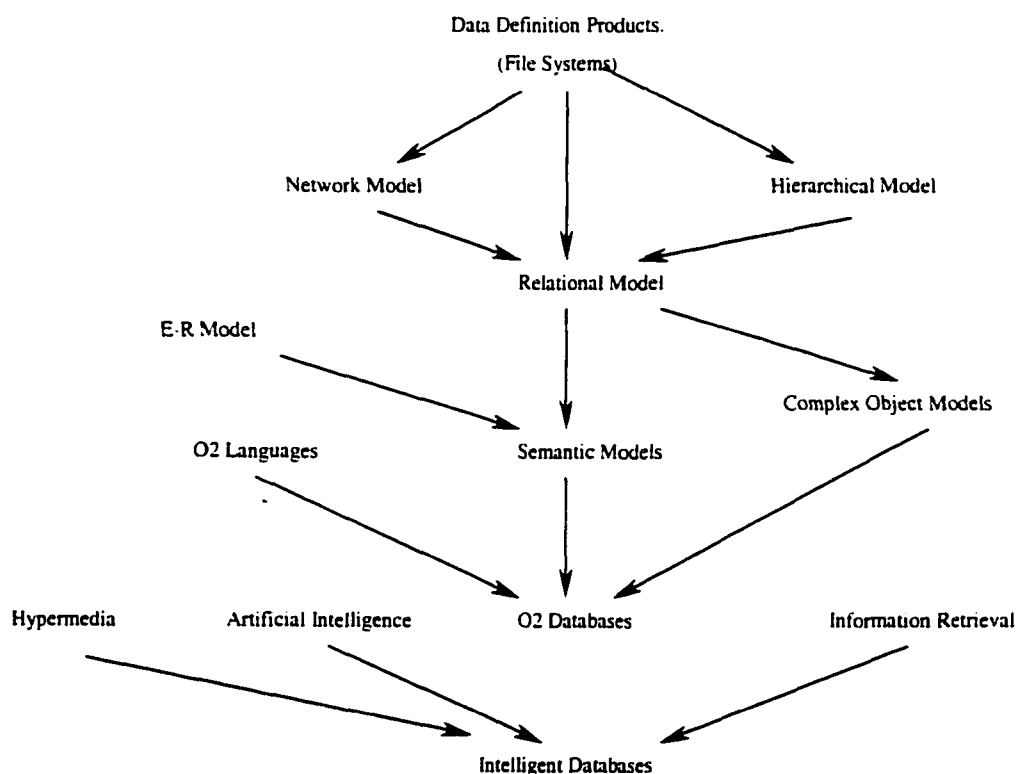 Data Definition Products.
(File Systems)
Network Model
Hierarchical Model
Relational Model
E-R Model
Complex Object Models
O2 Languages
Semantic Models
Hypermedia
Artificial Intelligence
O2 Databases
Information Retrieval
Intelligent Databases